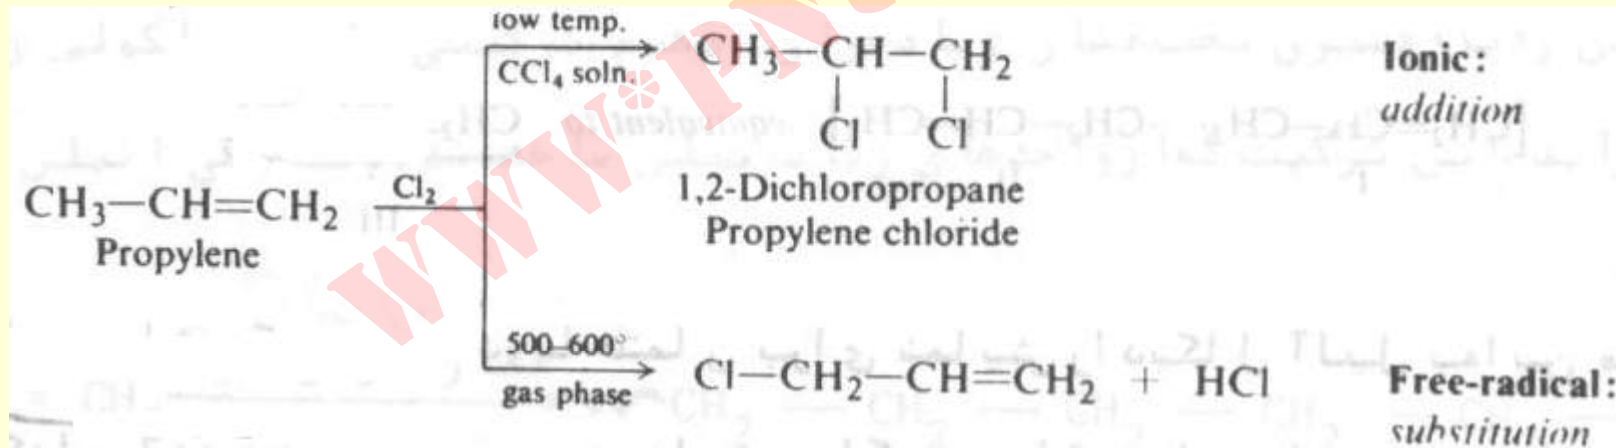 low temp.
CCl₄ soln.
CH₃—CH—CH₂
Cl Cl
1,2-Dichloropropane
Propylene chloride
Ionic:
addition
CH₃—CH=CH₂
Propylene
Cl₂
500–600°
gas phase
Cl—CH₂—CH=CH₂ + HCl
Free-radical:
substitution